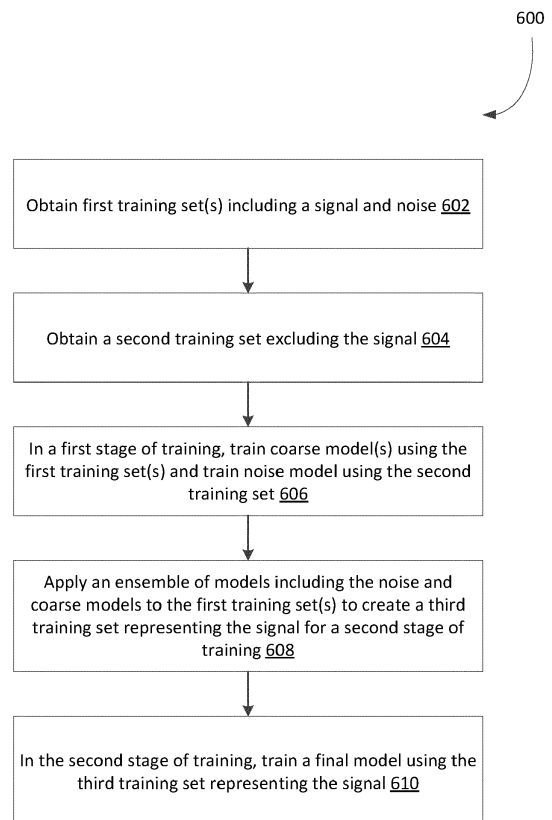 600
Obtain first training set(s) including a signal and noise 602
Obtain a second training set excluding the signal 604
In a first stage of training, train coarse model(s) using the
first training set(s) and train noise model using the second
training set 606
Apply an ensemble of models including the noise and
coarse models to the first training set(s) to create a third
training set representing the signal for a second stage of
training 608
In the second stage of training, train a final model using the
third training set representing the signal 610